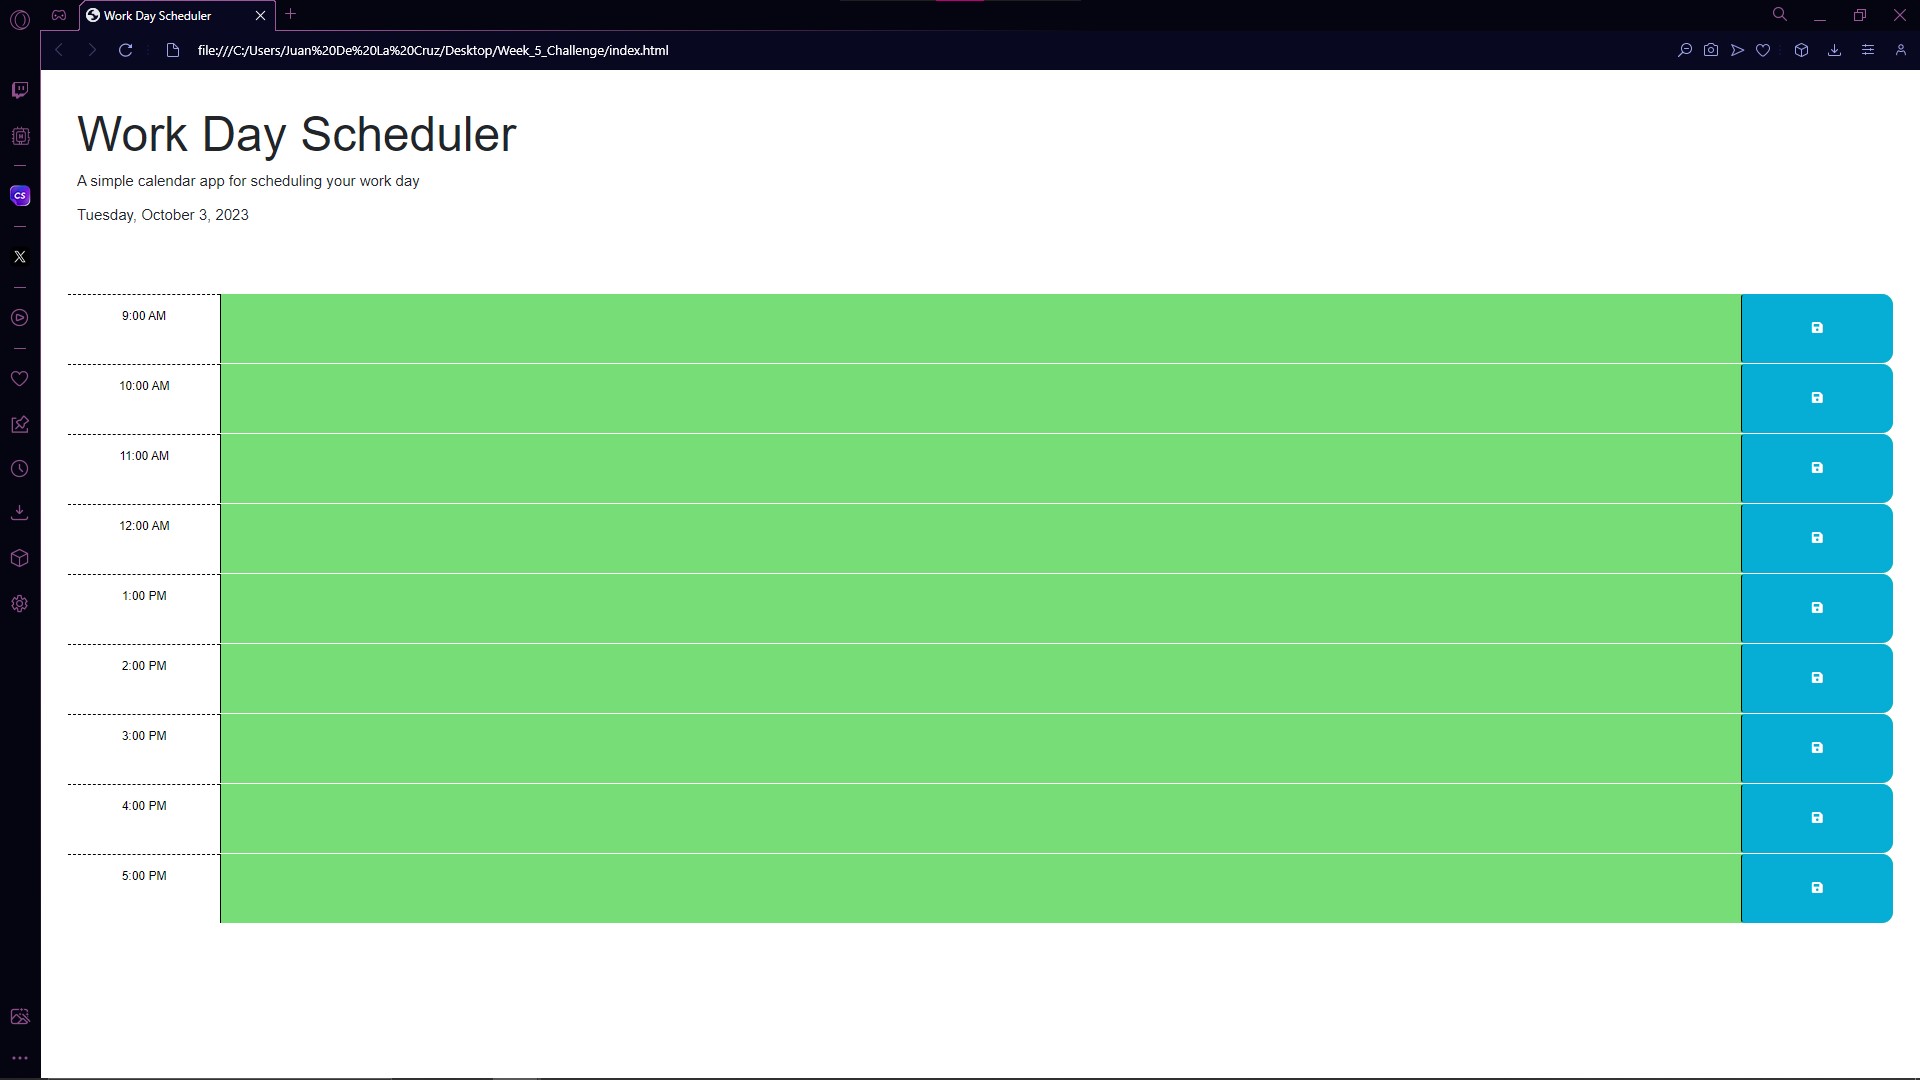 Work Day Scheduler
file:///C:/Users/Juan%20De%20La%20Cruz/Desktop/Week_5_Challenge/index.html
CS
Work Day Scheduler
A simple calendar app for scheduling your work day
Tuesday, October 3, 2023
9:00 AM
10:00 AM
11:00 AM
12:00 AM
1:00 PM
2:00 PM
3:00 PM
4:00 PM
5:00 PM